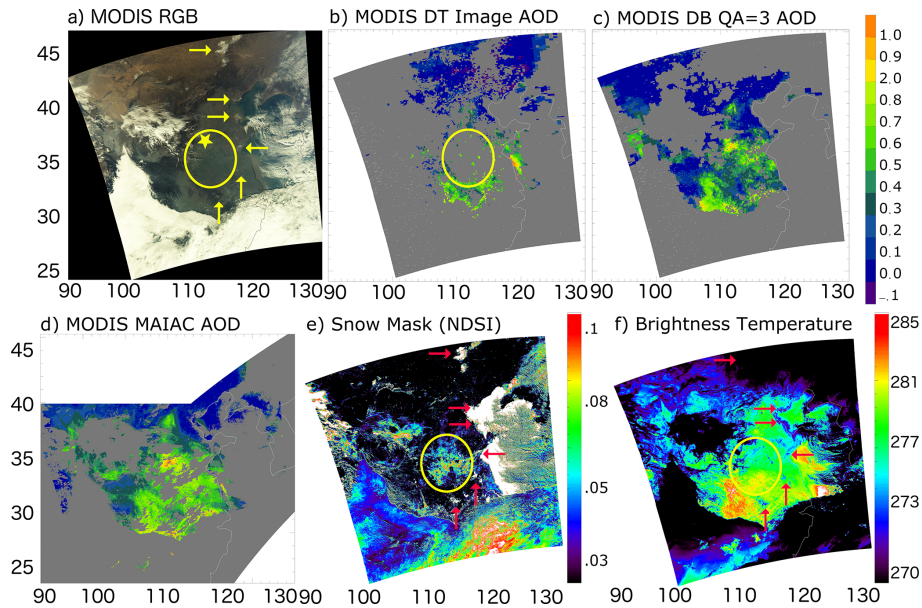 a) MODIS RGB
b) MODIS DT Image AOD
c) MODIS DB QA=3 AOD
45
40
35
30
25
90 100 110 120 130
90 100 110 120 130
90 100 110 120 130
1.0
0.9
2.0
0.8
0.7
0.6
0.5
0.4
0.3
0.2
0.1
0.0
-.1
d) MODIS MAIAC AOD
e) Snow Mask (NDSI)
f) Brightness Temperature
45
40
35
30
25
90 100 110 120 130
90 100 110 120 130
90 100 110 120 130
.1
.08
.05
.03
285
281
277
273
270